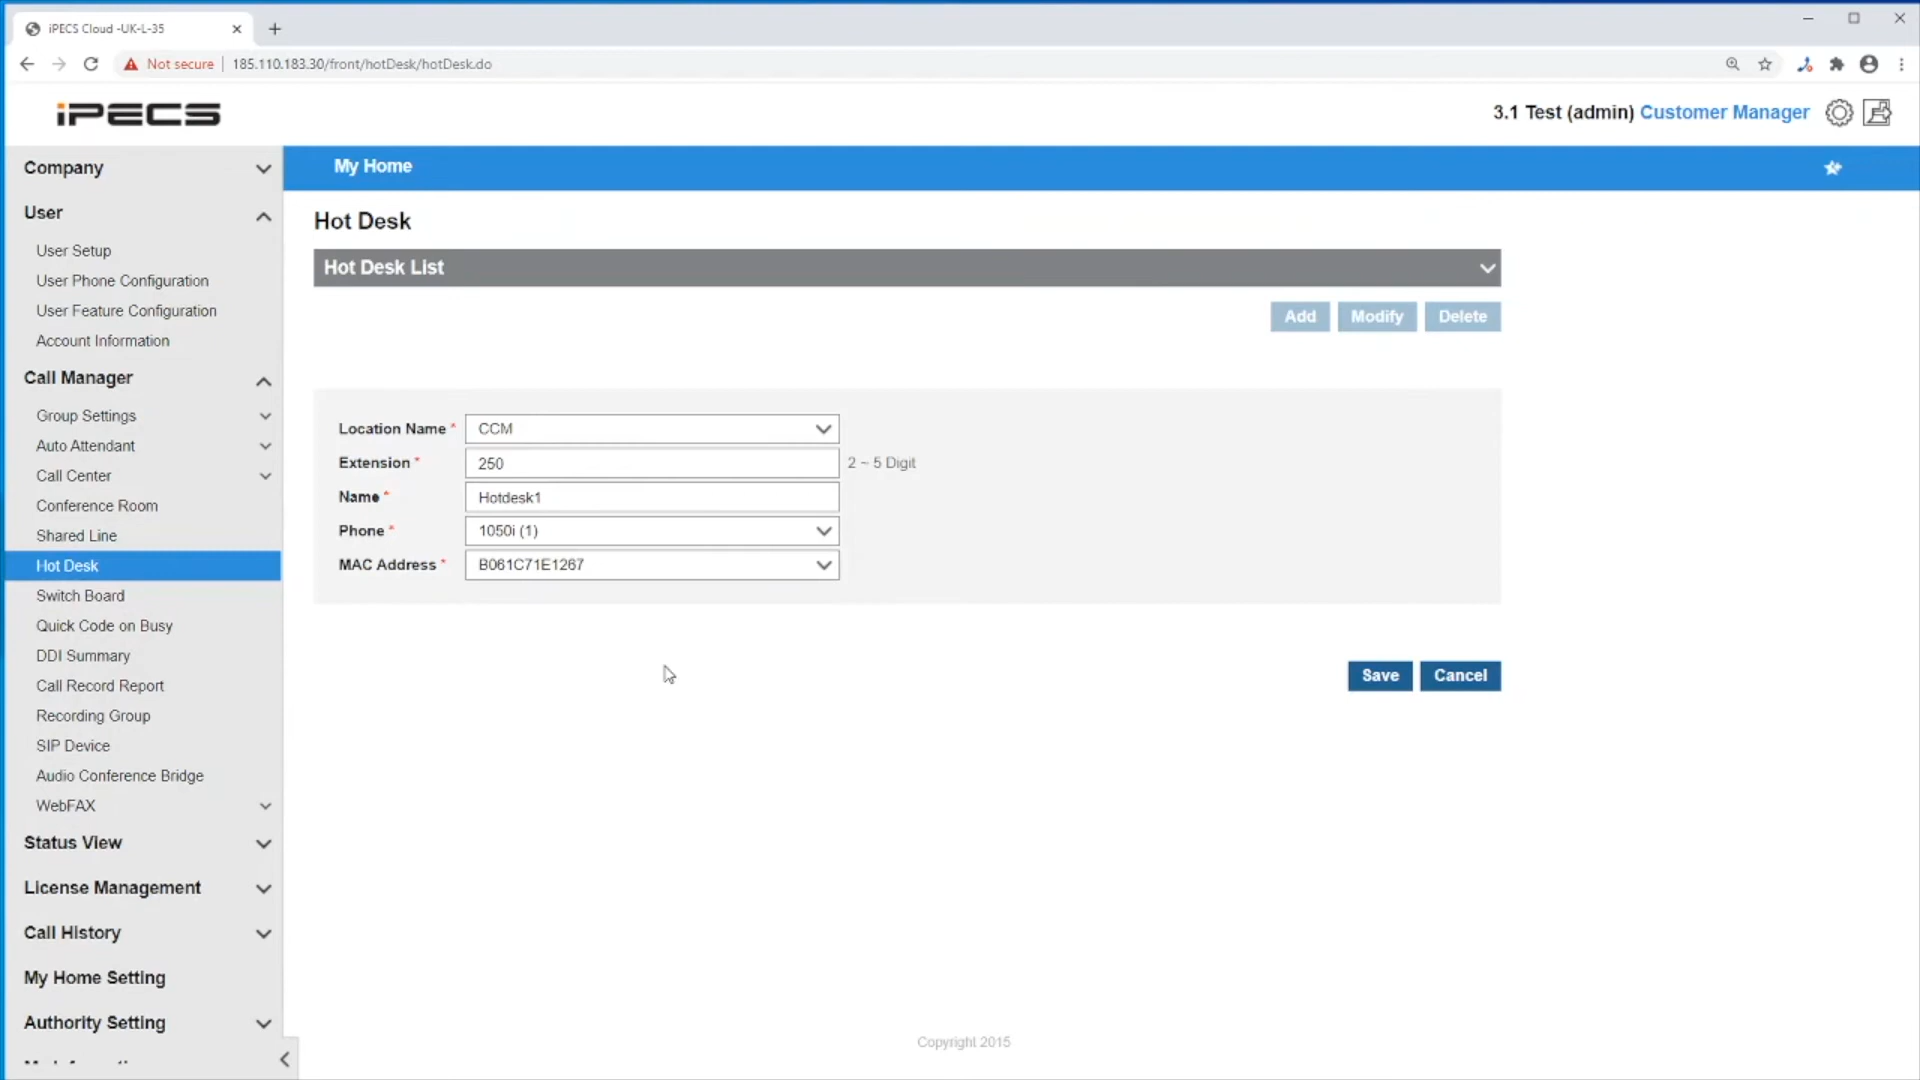 iPECS Cloud -UK-L-35
Not secure
185.110.183.30/front/hotDesk/hotDesk.do
iPECS
3.1 Test (admin) Customer Manager
Company
My Home
User
Hot Desk
User Setup
Hot Desk List
User Phone Configuration
User Feature Configuration
Add Modify Delete
Account Information
Call Manager
Group Settings
Location Name * CCM
Auto Attendant
Extension * 250 2 ~ 5 Digit
Call Center
Name * Hotdesk1
Conference Room
Phone * 1050i (1)
Shared Line
MAC Address * B061C71E1267
Hot Desk
Switch Board
Quick Code on Busy
DDI Summary
Save Cancel
Call Record Report
Recording Group
SIP Device
Audio Conference Bridge
WebFAX
Status View
License Management
Call History
My Home Setting
Authority Setting
Copyright 2015